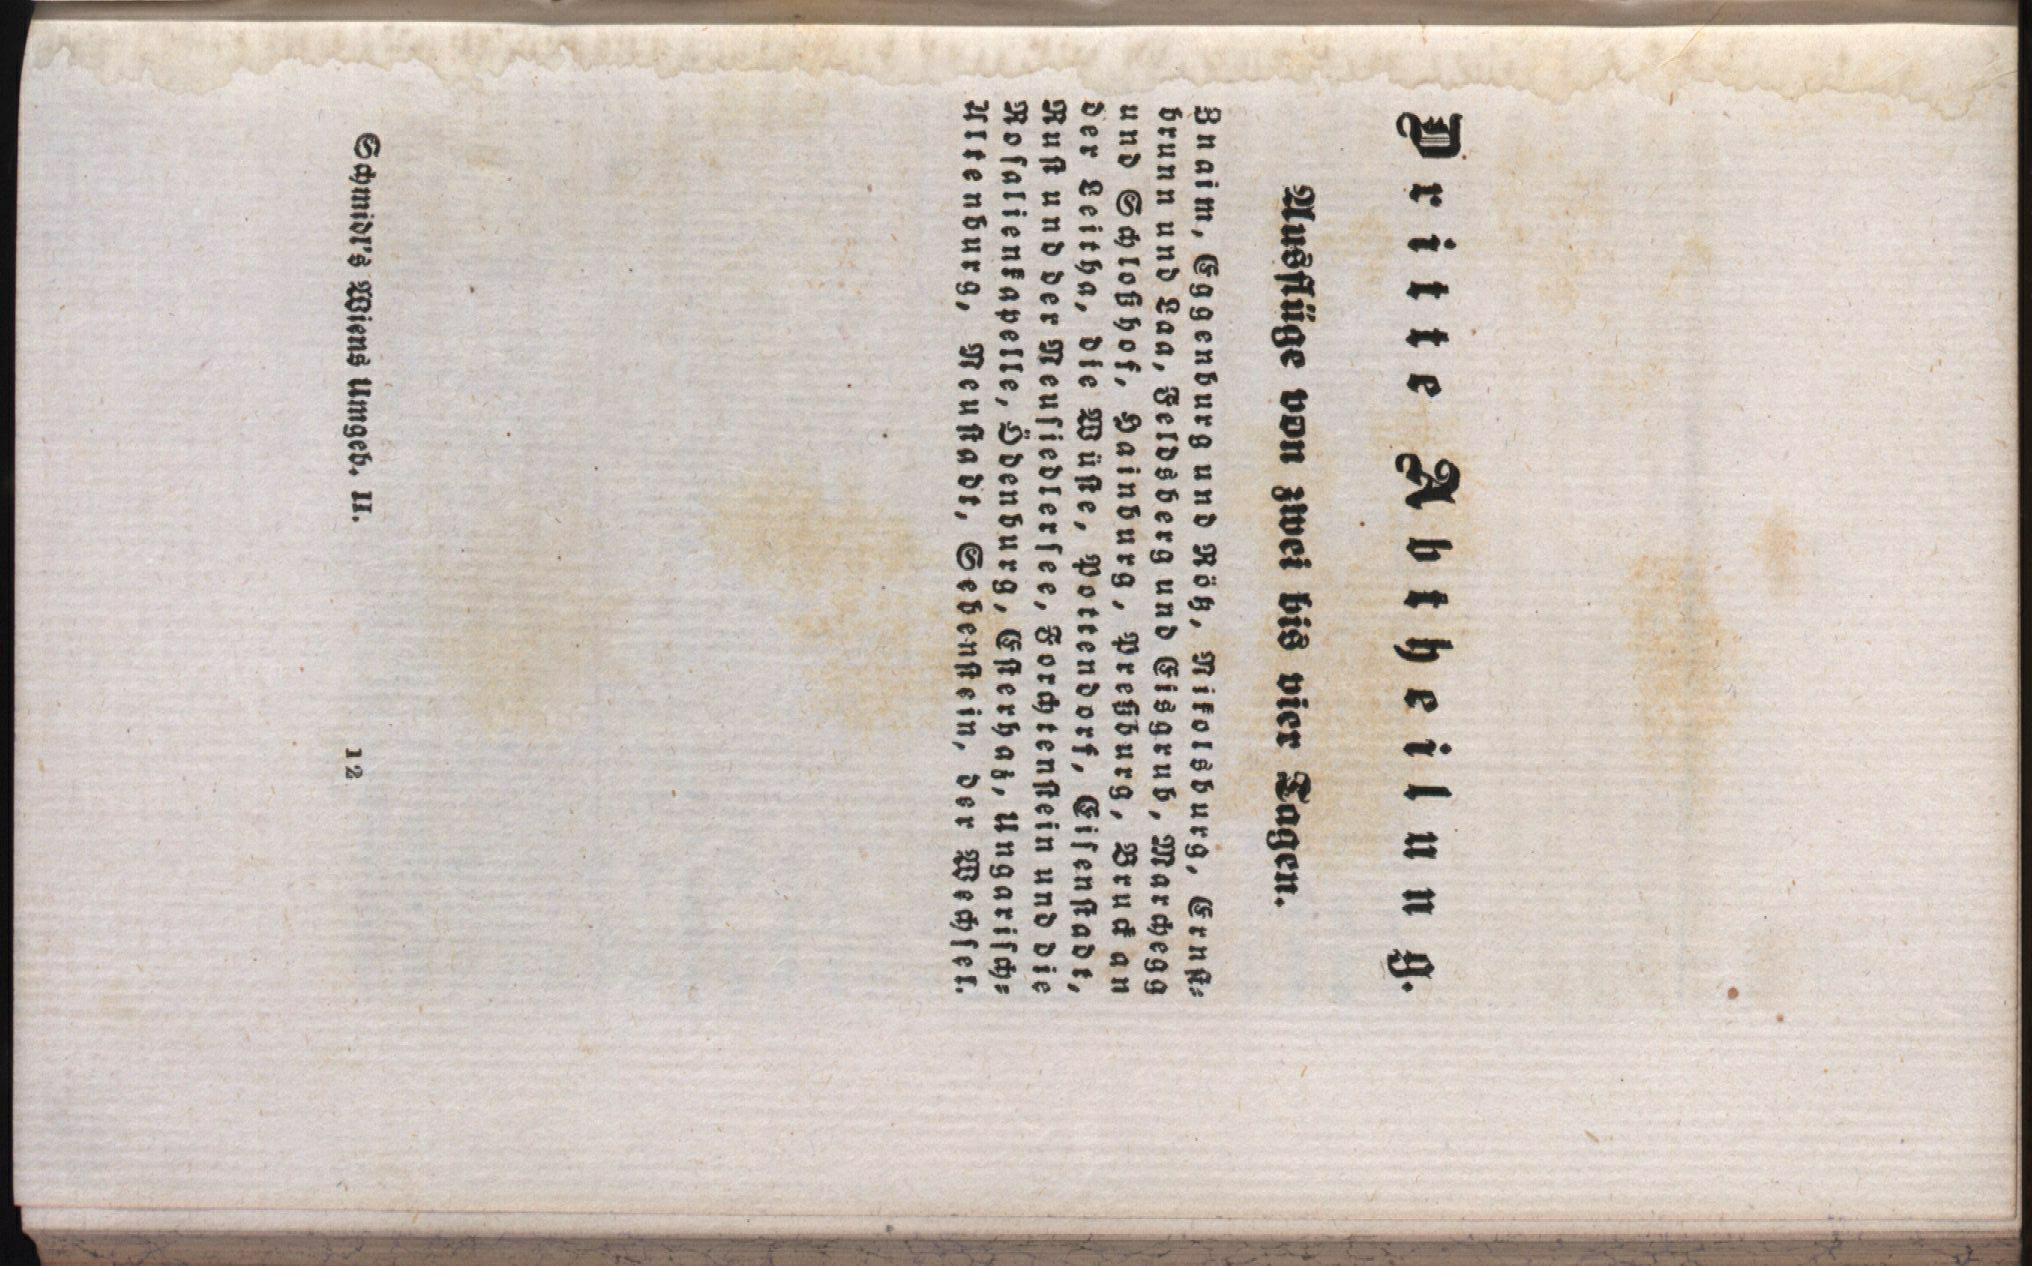 Dritte Abtheilung.
Ausflüge von zwei bis vier Tagen.
Znaim, Eggenburg und Rötz, Nikolsburg, Ernst⸗
brunn und Laa, Feldsberg und Eisgrub, Marchegg
und Schloßhof, Hainburg, Preßburg, Bruck an
der Leitha, die Wüste, Pottendorf, Eisenstadt,
Rust und der Neusiedlersee, Forchtenstein und die
Rosalienkapelle, Ödenburg, Esterhaz, Ungarisch⸗
Altenburg, Neustadt, Sebenstein, der Wechsel.
Schmidl's Wiens Umgeb. II. 12